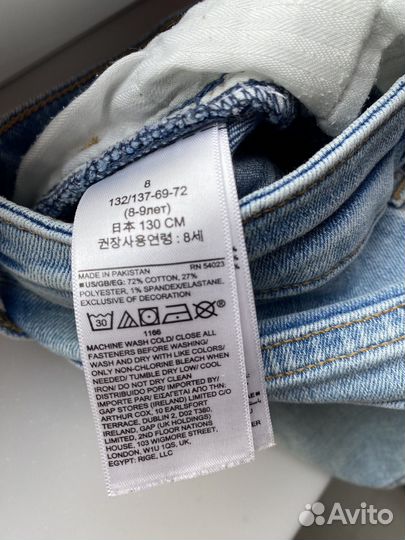 8
132/137-69-72
(8-9лет)
日本 130 CM
권장사용연령 : 8세
MADE IN PAKISTAN RN 54023
■US/GB/EG: 72% COTTON, 27%
POLYESTER, 1% SPANDEX/ELASTANE.
EXCLUSIVE OF DECORATION
30
1166
MACHINE WASH COLD/ CLOSE ALL
FASTENERS BEFORE WASHING/
WASH AND DRY WITH LIKE COLORS/
ONLY NON-CHLORINE BLEACH WHEN
NEEDED/ TUMBLE DRY LOW/ COOL
IRON/ DO NOT DRY CLEAN
DISTRIBUIDO POR/ IMPORTED BY/
IMPORTE PAR/ ΕΙΣΑΓΕΤΑΙ ΑΠΟ ΤΗΝ:
GAP STORES (IRELAND) LIMITED C/O
ARTHUR COX, 10 EARLSFORT
TERRACE, DUBLIN 2, D02 T380,
IRELAND. GAP (UK HOLDINGS)
HOUSE, 103 WIGMORE STREET,
LONDON, W1U 1QS, UK.
EGYPT: RIGE, LLC
Avito